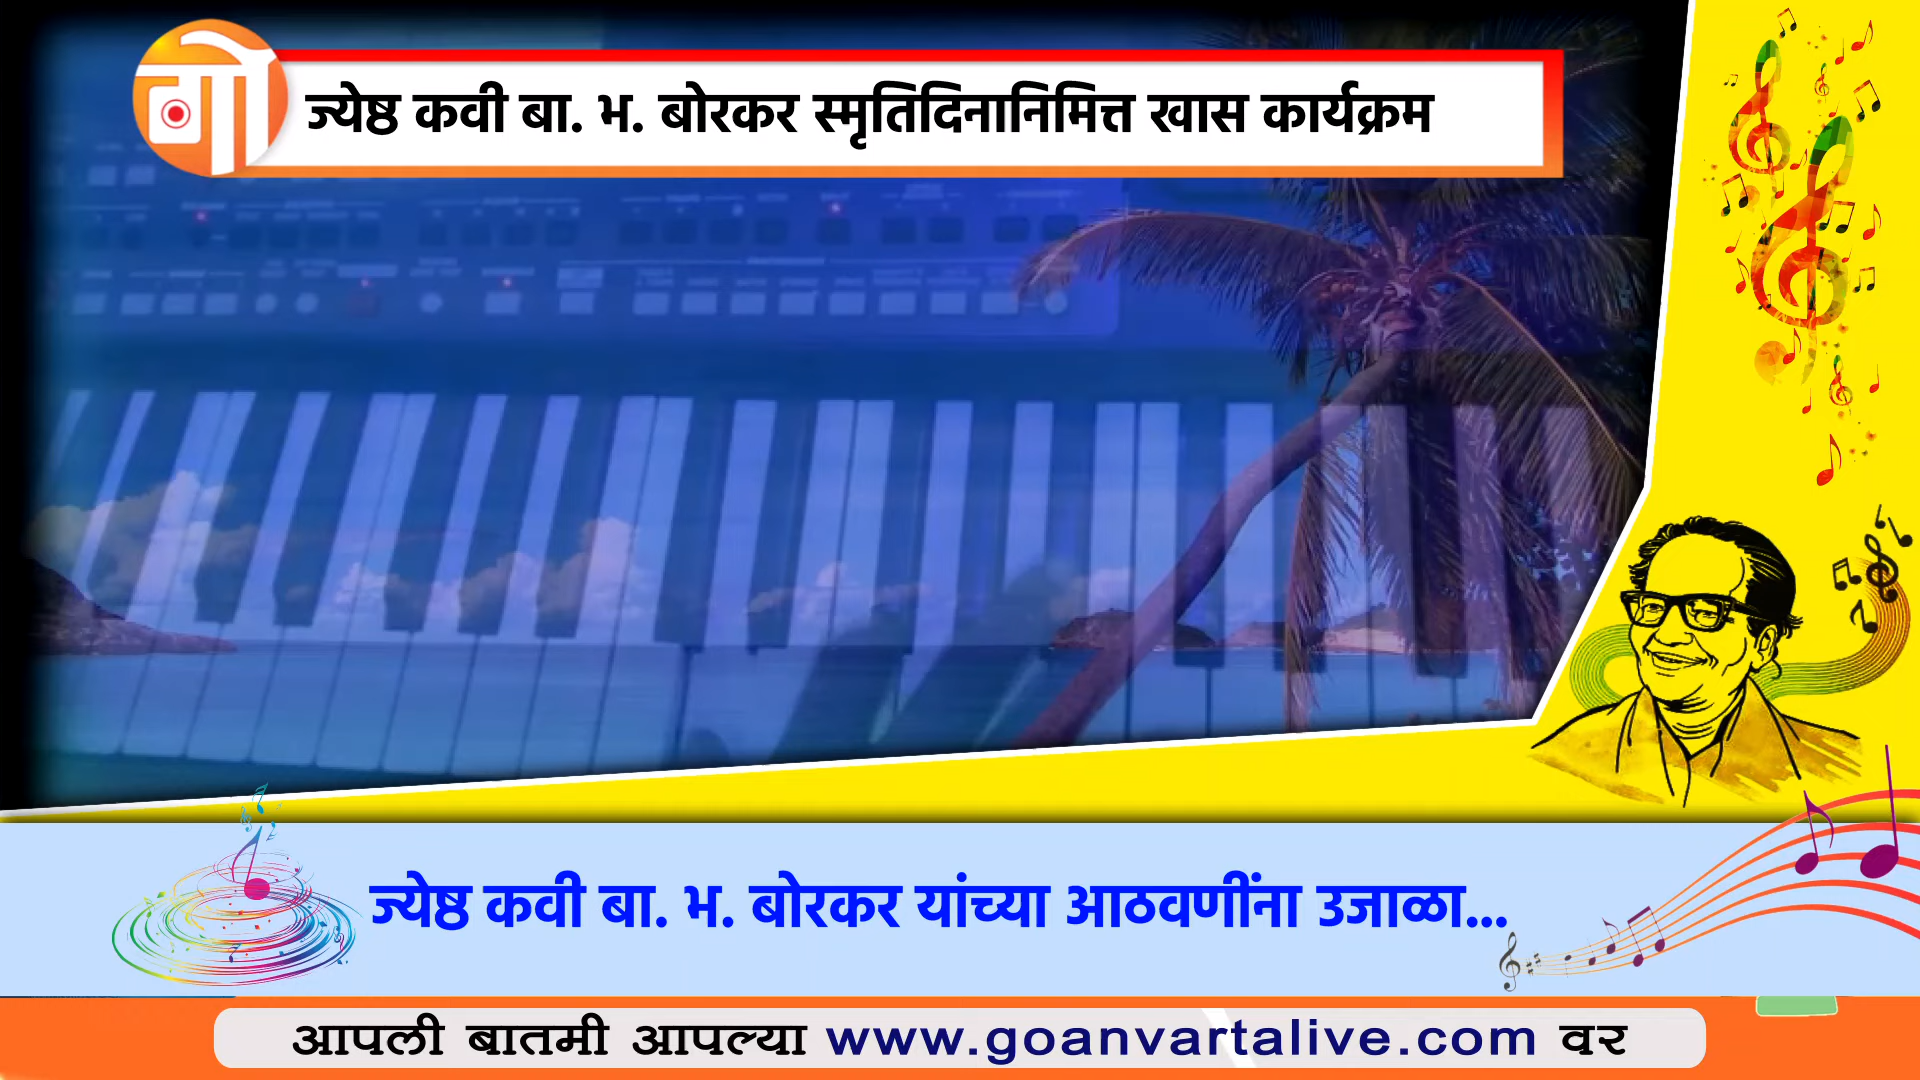 गो
ज्येष्ठ कवी बा. भ. बोरकर स्मृतिदिनानिमित्त खास कार्यक्रम
ज्येष्ठ कवी बा. भ. बोरकर यांच्या आठवणींना उजाळा...
आपली बातमी आपल्या www.goanvartalive.com वर